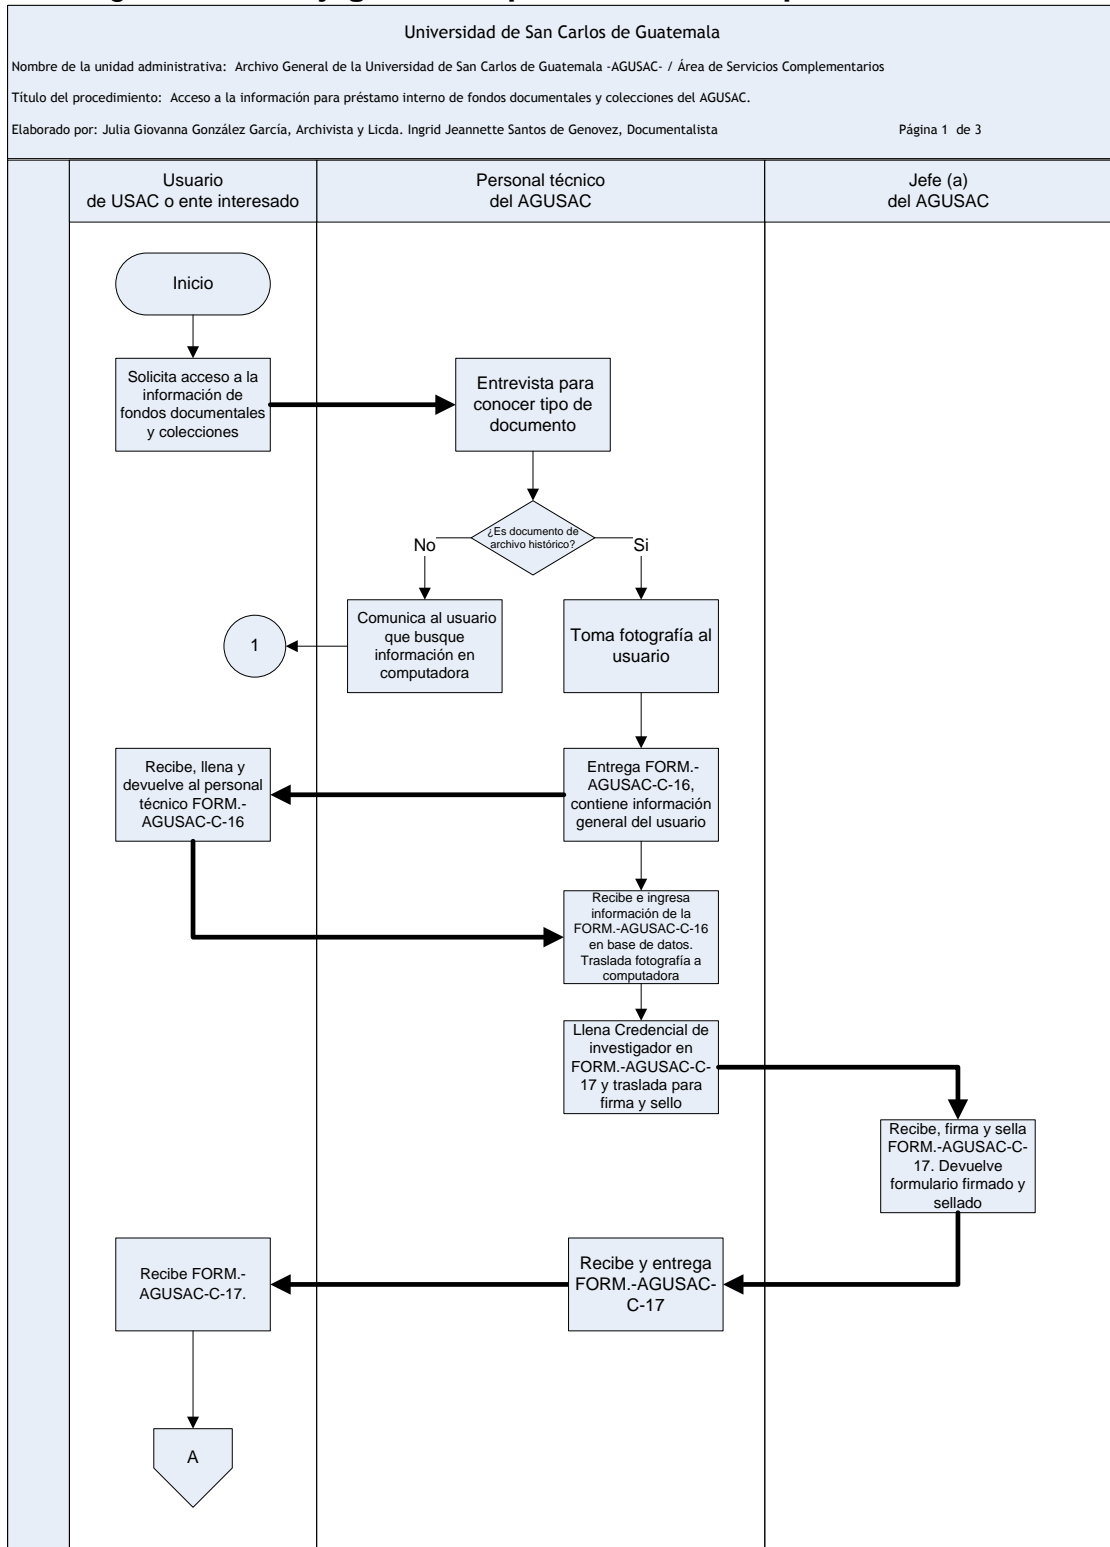 Universidad de San Carlos de Guatemala
Nombre de la unidad administrativa: Archivo General de la Universidad de San Carlos de Guatemala -AGUSAC- / Área de Servicios Complementarios
Título del procedimiento: Acceso a la información para préstamo interno de fondos documentales y colecciones del AGUSAC.
Elaborado por: Julia Giovanna González García, Archivista y Licda. Ingrid Jeannette Santos de Genovez, Documentalista Página 1 de 3
Usuario
de USAC o ente interesado
Personal técnico
del AGUSAC
Jefe (a)
del AGUSAC
Inicio
Solicita acceso a la
información de
fondos documentales
y colecciones
Entrevista para
conocer tipo de
documento
¿Es documento de
archivo histórico?
No
Si
1
Comunica al usuario
que busque
información en
computadora
Toma fotografía al
usuario
Recibe, llena y
devuelve al personal
técnico FORM.-
AGUSAC-C-16
Entrega FORM.-
AGUSAC-C-16,
contiene información
general del usuario
Recibe e ingresa
información de la
FORM.-AGUSAC-C-16
en base de datos.
Traslada fotografía a
computadora
Llena Credencial de
investigador en
FORM.-AGUSAC-C-
17 y traslada para
firma y sello
Recibe, firma y sella
FORM.-AGUSAC-C-
17. Devuelve
formulario firmado y
sellado
Recibe y entrega
FORM.-AGUSAC-
C-17
Recibe FORM.-
AGUSAC-C-17.
A